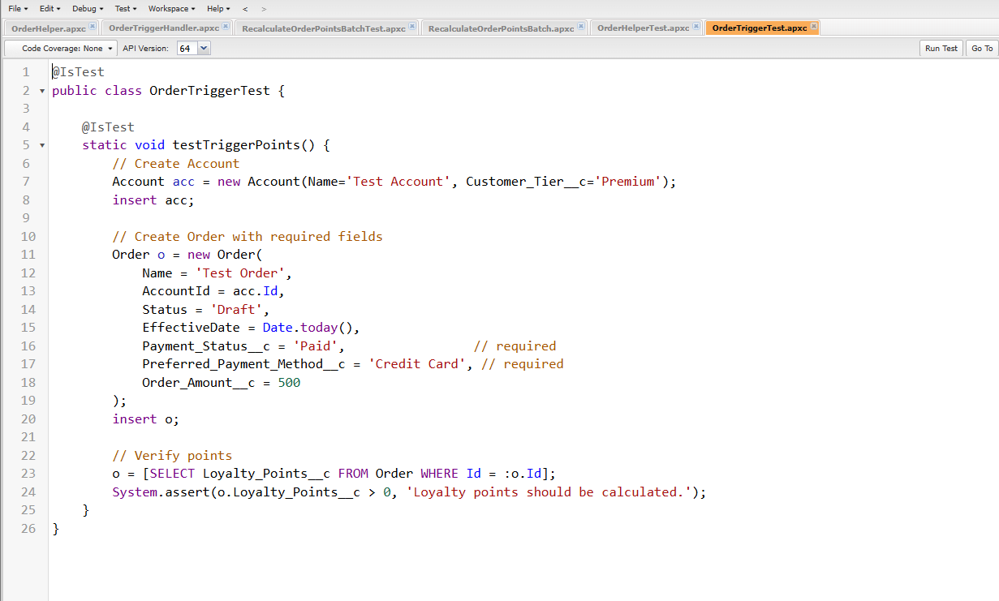 File Edit Debug Test Workspace Help < >
OrderHelper.apxc OrderTriggerHandler.apxc RecalculateOrderPointsBatchTest.apxc RecalculateOrderPointsBatch.apxc OrderHelperTest.apxc OrderTriggerTest.apxc
Code Coverage: None API Version: 64 Run Test Go To
1 @IsTest
2 public class OrderTriggerTest {
3
4 @IsTest
5 static void testTriggerPoints() {
6 // Create Account
7 Account acc = new Account(Name='Test Account', Customer_Tier__c='Premium');
8 insert acc;
9
10 // Create Order with required fields
11 Order o = new Order(
12 Name = 'Test Order',
13 AccountId = acc.Id,
14 Status = 'Draft',
15 EffectiveDate = Date.today(),
16 Payment_Status__c = 'Paid', // required
17 Preferred_Payment_Method__c = 'Credit Card', // required
18 Order_Amount__c = 500
19 );
20 insert o;
21
22 // Verify points
23 o = [SELECT Loyalty_Points__c FROM Order WHERE Id = :o.Id];
24 System.assert(o.Loyalty_Points__c > 0, 'Loyalty points should be calculated.');
25 }
26 }